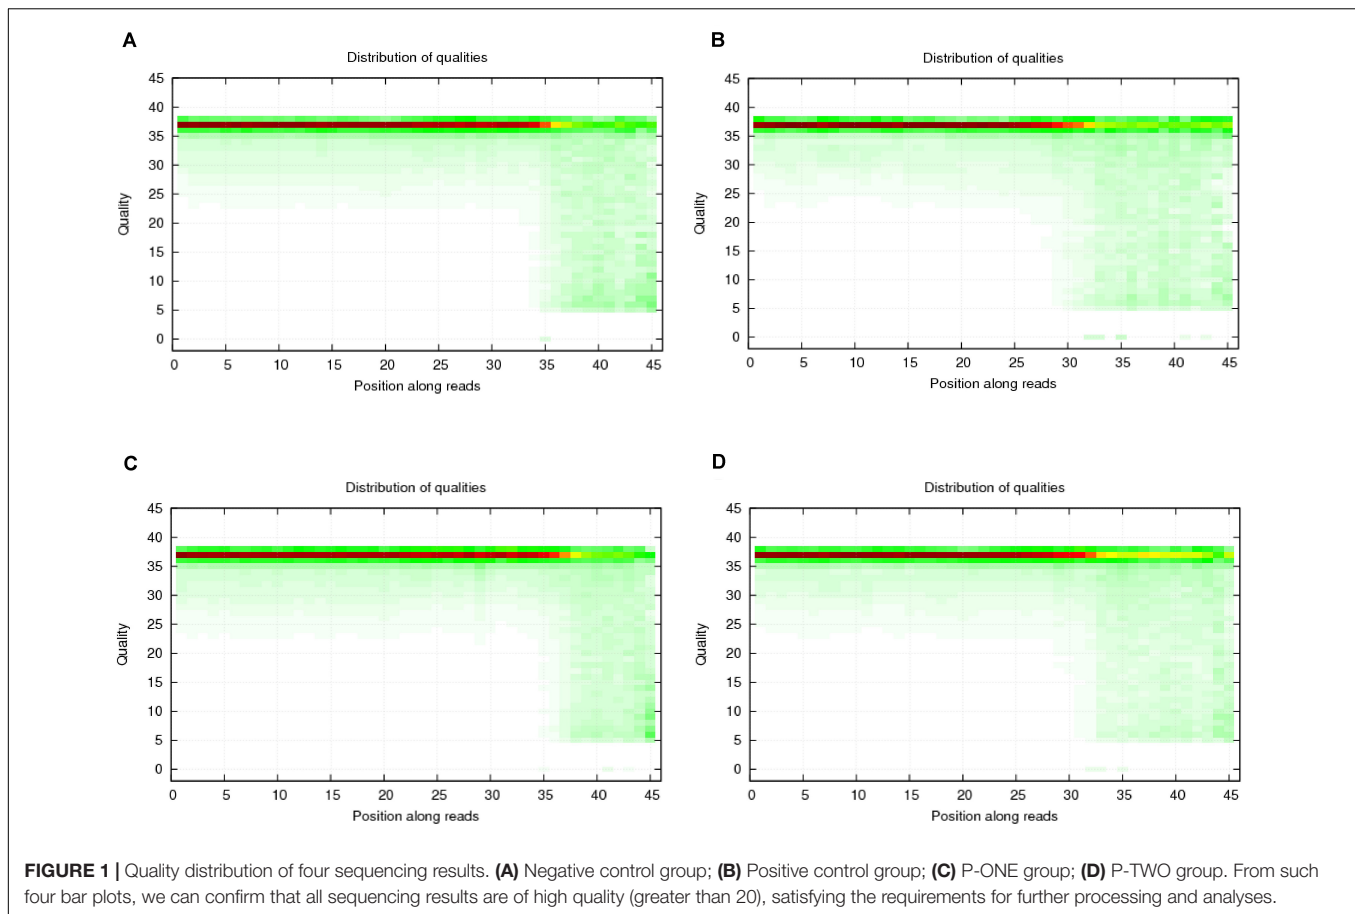 A
Distribution of qualities
45
40
35
30
25
20
15
10
5
0
Quality
0 5 10 15 20 25 30 35 40 45
Position along reads
B
Distribution of qualities
45
40
35
30
25
20
15
10
5
0
Quality
0 5 10 15 20 25 30 35 40 45
Position along reads
C
Distribution of qualities
45
40
35
30
25
20
15
10
5
0
Quality
0 5 10 15 20 25 30 35 40 45
Position along reads
D
Distribution of qualities
45
40
35
30
25
20
15
10
5
0
Quality
0 5 10 15 20 25 30 35 40 45
Position along reads
FIGURE 1 | Quality distribution of four sequencing results. (A) Negative control group; (B) Positive control group; (C) P-ONE group; (D) P-TWO group. From such
four bar plots, we can confirm that all sequencing results are of high quality (greater than 20), satisfying the requirements for further processing and analyses.